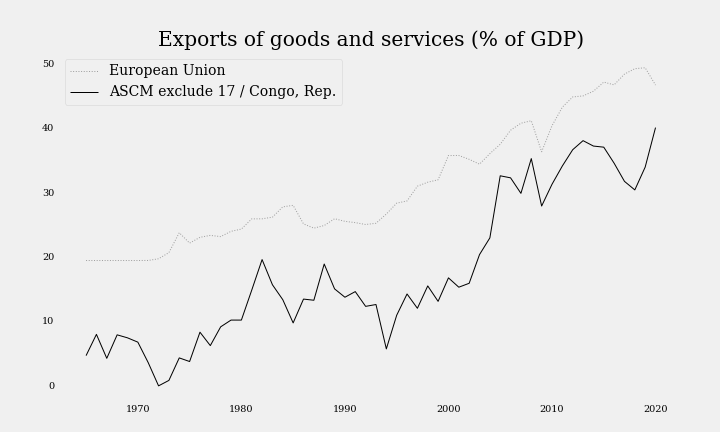 Exports of goods and services (% of GDP)
European Union
ASCM exclude 17 / Congo, Rep.
50
40
30
20
10
0
1970 1980 1990 2000 2010 2020